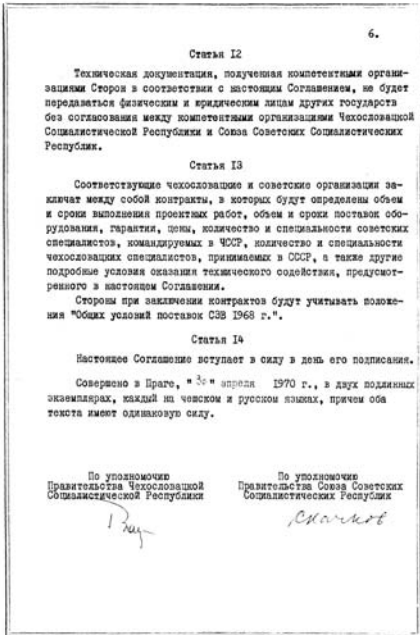 6.
Статья I2
Техническая документация, полученная компетентными органи-
зациями Сторон в соответствии с настоящим Соглашением, не будет
передаваться физическим и юридическим лицам других государств
без согласования между компетентными организациями Чехословацкой
Социалистической Республики и Союза Советских Социалистических
Республик.
Статья I3
Соответствующие чехословацкие и советские организации за-
ключат между собой контракты, в которых будут определены объем
и сроки выполнения проектных работ, объем и сроки поставок обо-
рудования, гарантии, цены, количество и специальности советских
специалистов, командируемых в ЧССР, количество и специальности
чехословацких специалистов, принимаемых в СССР, а также другие
подробные условия оказания технического содействия, предусмот-
ренного в настоящем Соглашении.
Стороны при заключении контрактов будут учитывать положе-
ния "Общих условий поставок СЭВ 1968 г.".
Статья I4
Настоящее Соглашение вступает в силу в день его подписания.
Совершено в Праге, "30" апреля 1970 г., в двух подлинных
экземплярах, каждый на чешском и русском языках, причем оба
текста имеют одинаковую силу.
По уполномочию
Правительства Чехословацкой
Социалистической Республики
По уполномочию
Правительства Союза Советских
Социалистических Республик
Скачков